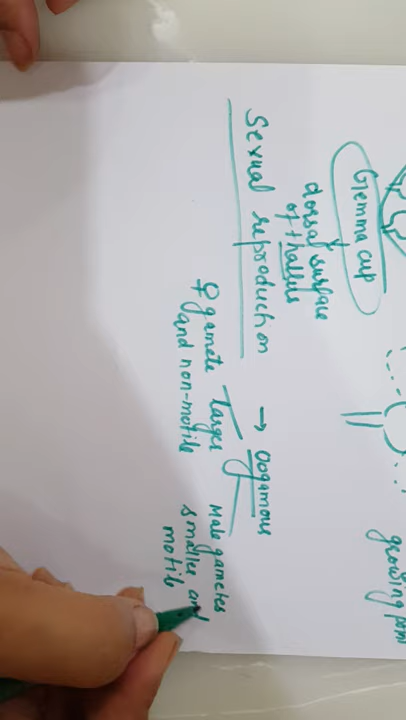 growing point
Gemma cup
dorsal surface
of thallus
Sexual reproduction → Oogamous
♀ gamete larger
and non-motile
Male gametes
smaller and
motile